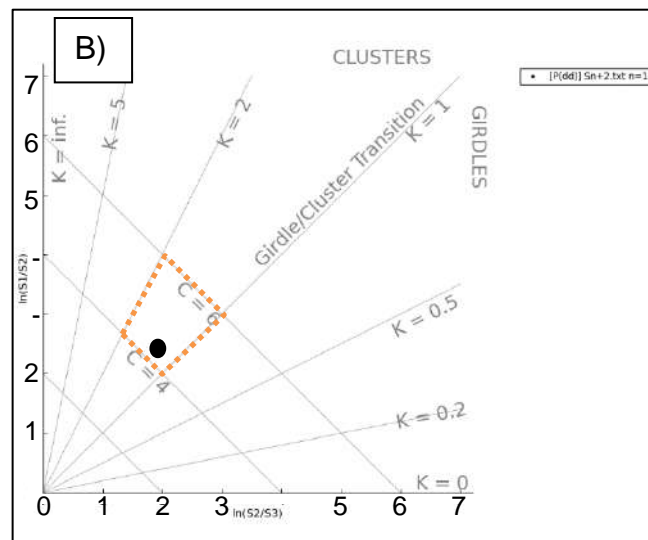 B)
CLUSTERS
[P(dd)] Sn+2.txt n=1
GIRDLES
Girdle/Cluster Transition
K = inf.
K = 5
K = 2
K = 1
K = 0.5
K = 0.2
K = 0
C = 6
C = 4
ln(S1/S2)
7
6
5
-
-
2
1
0 1 2 3 4 5 6 7
ln(S2/S3)